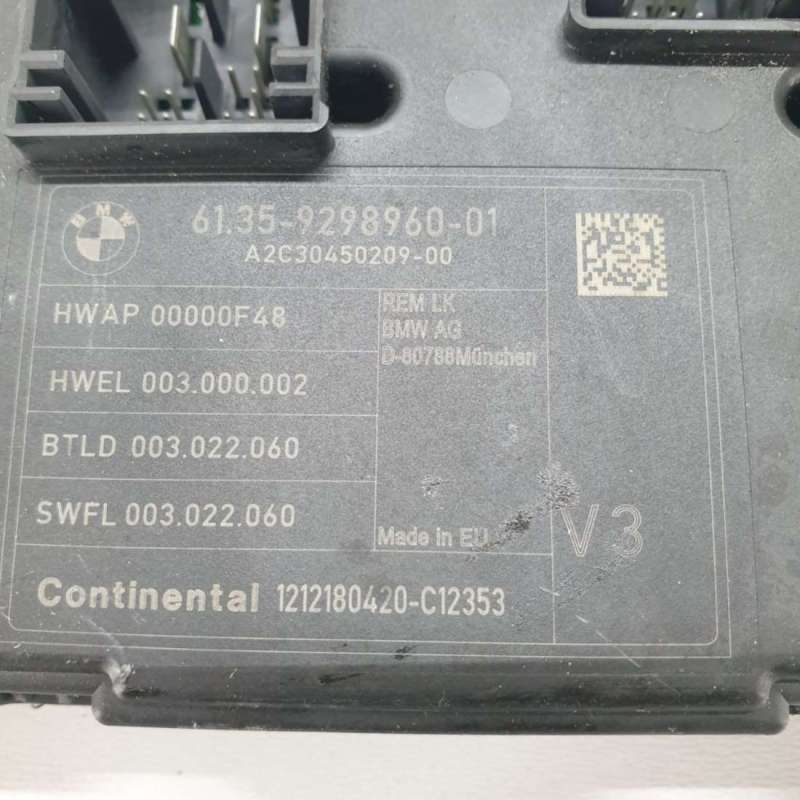 BMW
61.35-9298960-01
A2C30450209-00
HWAP 00000F48
HWEL 003.000.002
BTLD 003.022.060
SWFL 003.022.060
REM LK
BMW AG
D-80788München
Made in EU
V3
Continental 1212180420-C12353